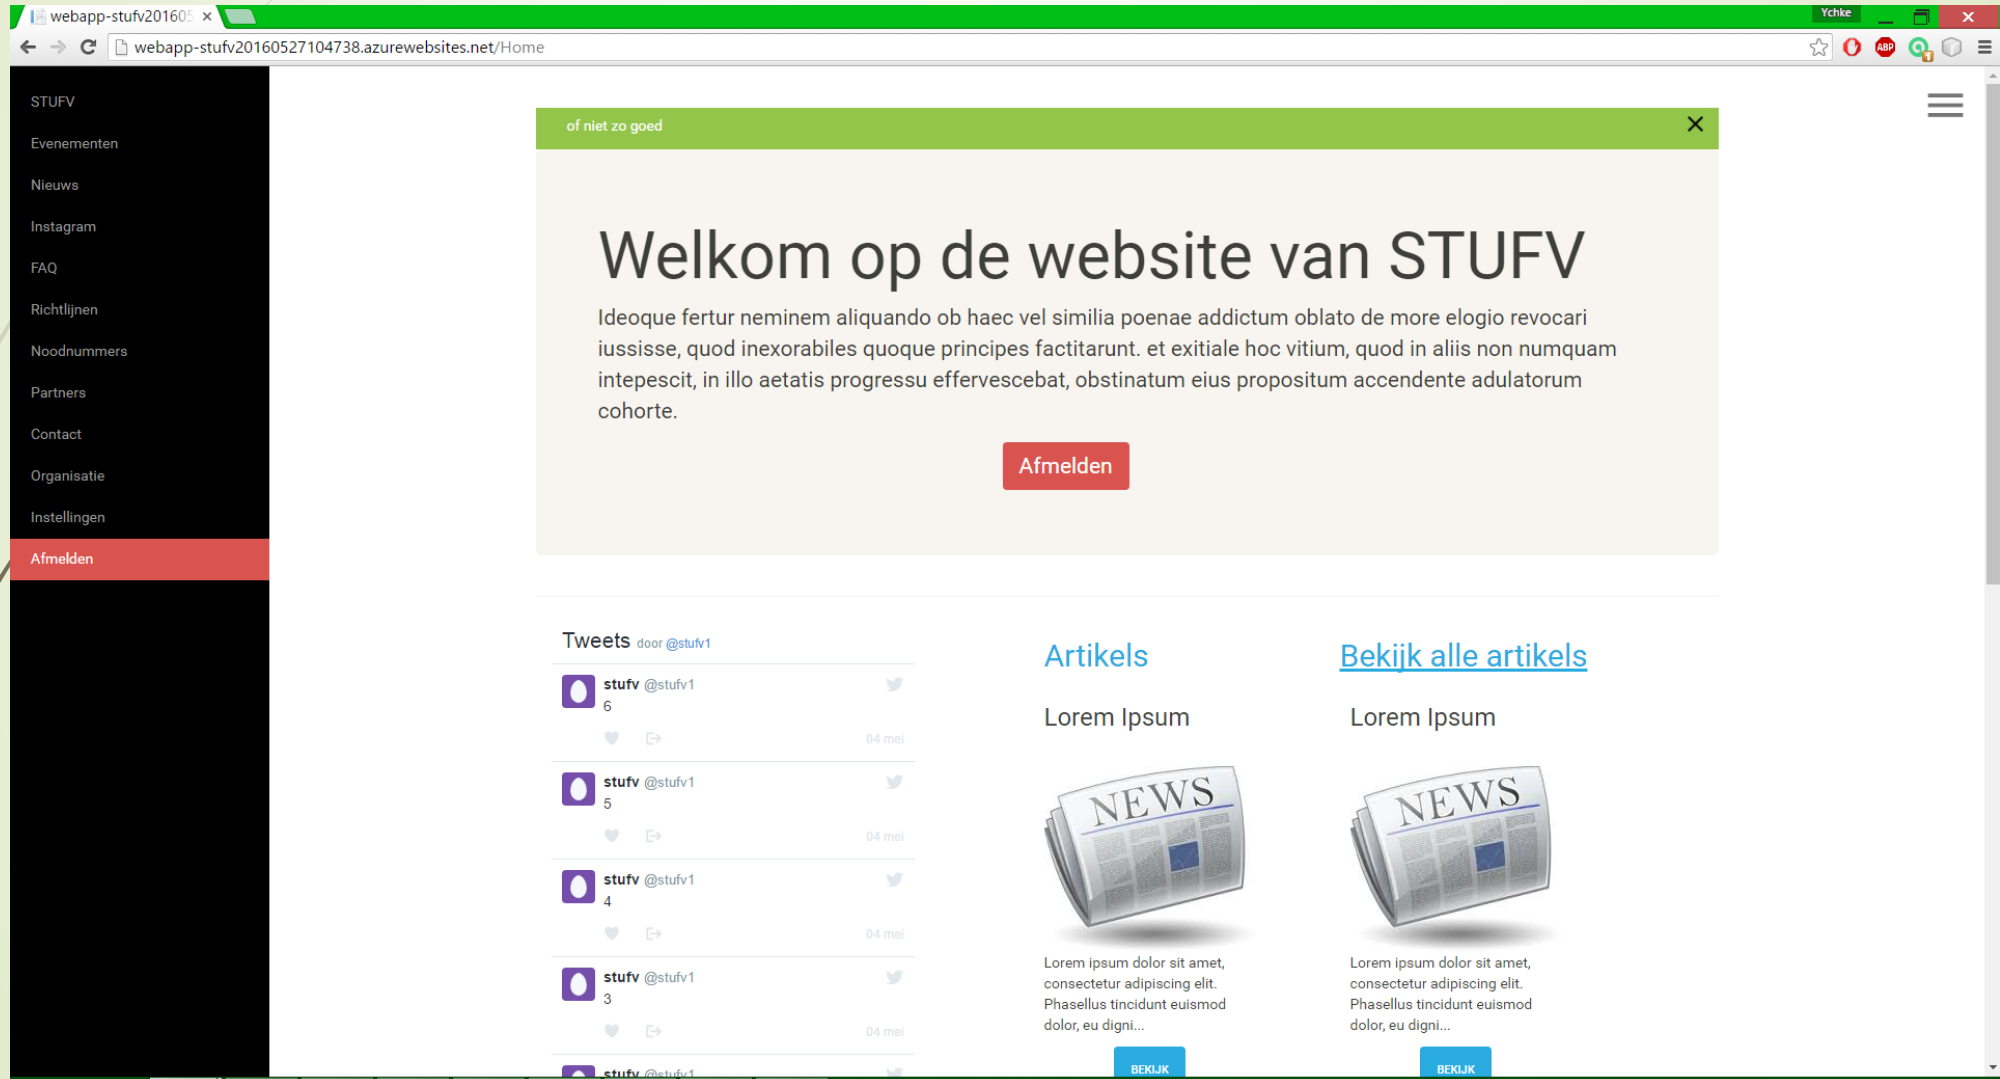 webapp-stufv201605
Ychke
webapp-stufv20160527104738.azurewebsites.net/Home
ABP
1
STUFV
Evenementen
Nieuws
Instagram
FAQ
Richtlijnen
Noodnummers
Partners
Contact
Organisatie
Instellingen
Afmelden
of niet zo goed
Welkom op de website van STUFV
Ideoque fertur neminem aliquando ob haec vel similia poenae addictum oblato de more elogio revocari
iussisse, quod inexorabiles quoque principes factitarunt. et exitiale hoc vitium, quod in aliis non numquam
intepescit, in illo aetatis progressu effervescebat, obstinatum eius propositum accendente adulatorum
cohorte.
Afmelden
Tweets door @stufv1
stufv @stufv1
6
04 mei
stufv @stufv1
5
04 mei
stufv @stufv1
4
04 mei
stufv @stufv1
3
04 mei
stufv @stufv1
Artikels
Lorem Ipsum
NEWS
Lorem ipsum dolor sit amet,
consectetur adipiscing elit.
Phasellus tincidunt euismod
dolor, eu digni...
BEKIJK
Bekijk alle artikels
Lorem Ipsum
NEWS
Lorem ipsum dolor sit amet,
consectetur adipiscing elit.
Phasellus tincidunt euismod
dolor, eu digni...
BEKIJK